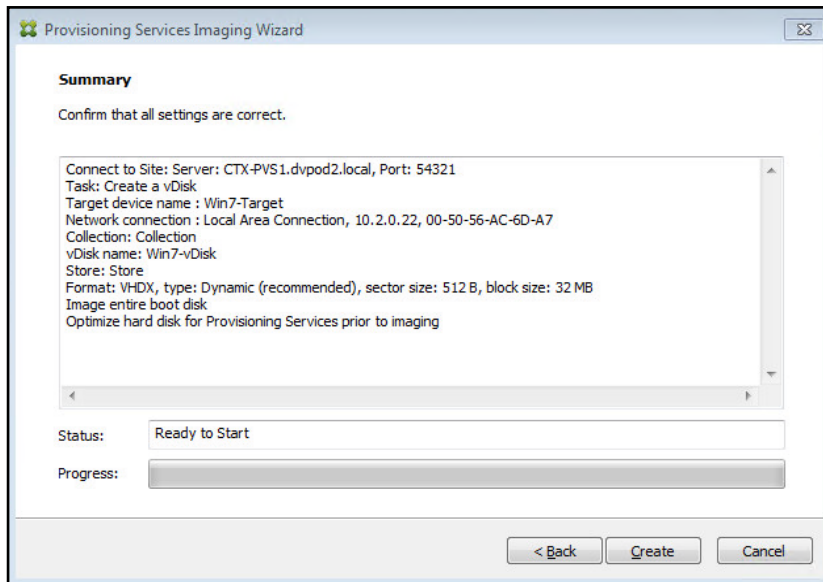 Provisioning Services Imaging Wizard
Summary
Confirm that all settings are correct.
Connect to Site: Server: CTX-PVS1.dvpod2.local, Port: 54321
Task: Create a vDisk
Target device name : Win7-Target
Network connection : Local Area Connection, 10.2.0.22, 00-50-56-AC-6D-A7
Collection: Collection
vDisk name: Win7-vDisk
Store: Store
Format: VHDX, type: Dynamic (recommended), sector size: 512 B, block size: 32 MB
Image entire boot disk
Optimize hard disk for Provisioning Services prior to imaging
Status: Ready to Start
Progress:
< Back Create Cancel